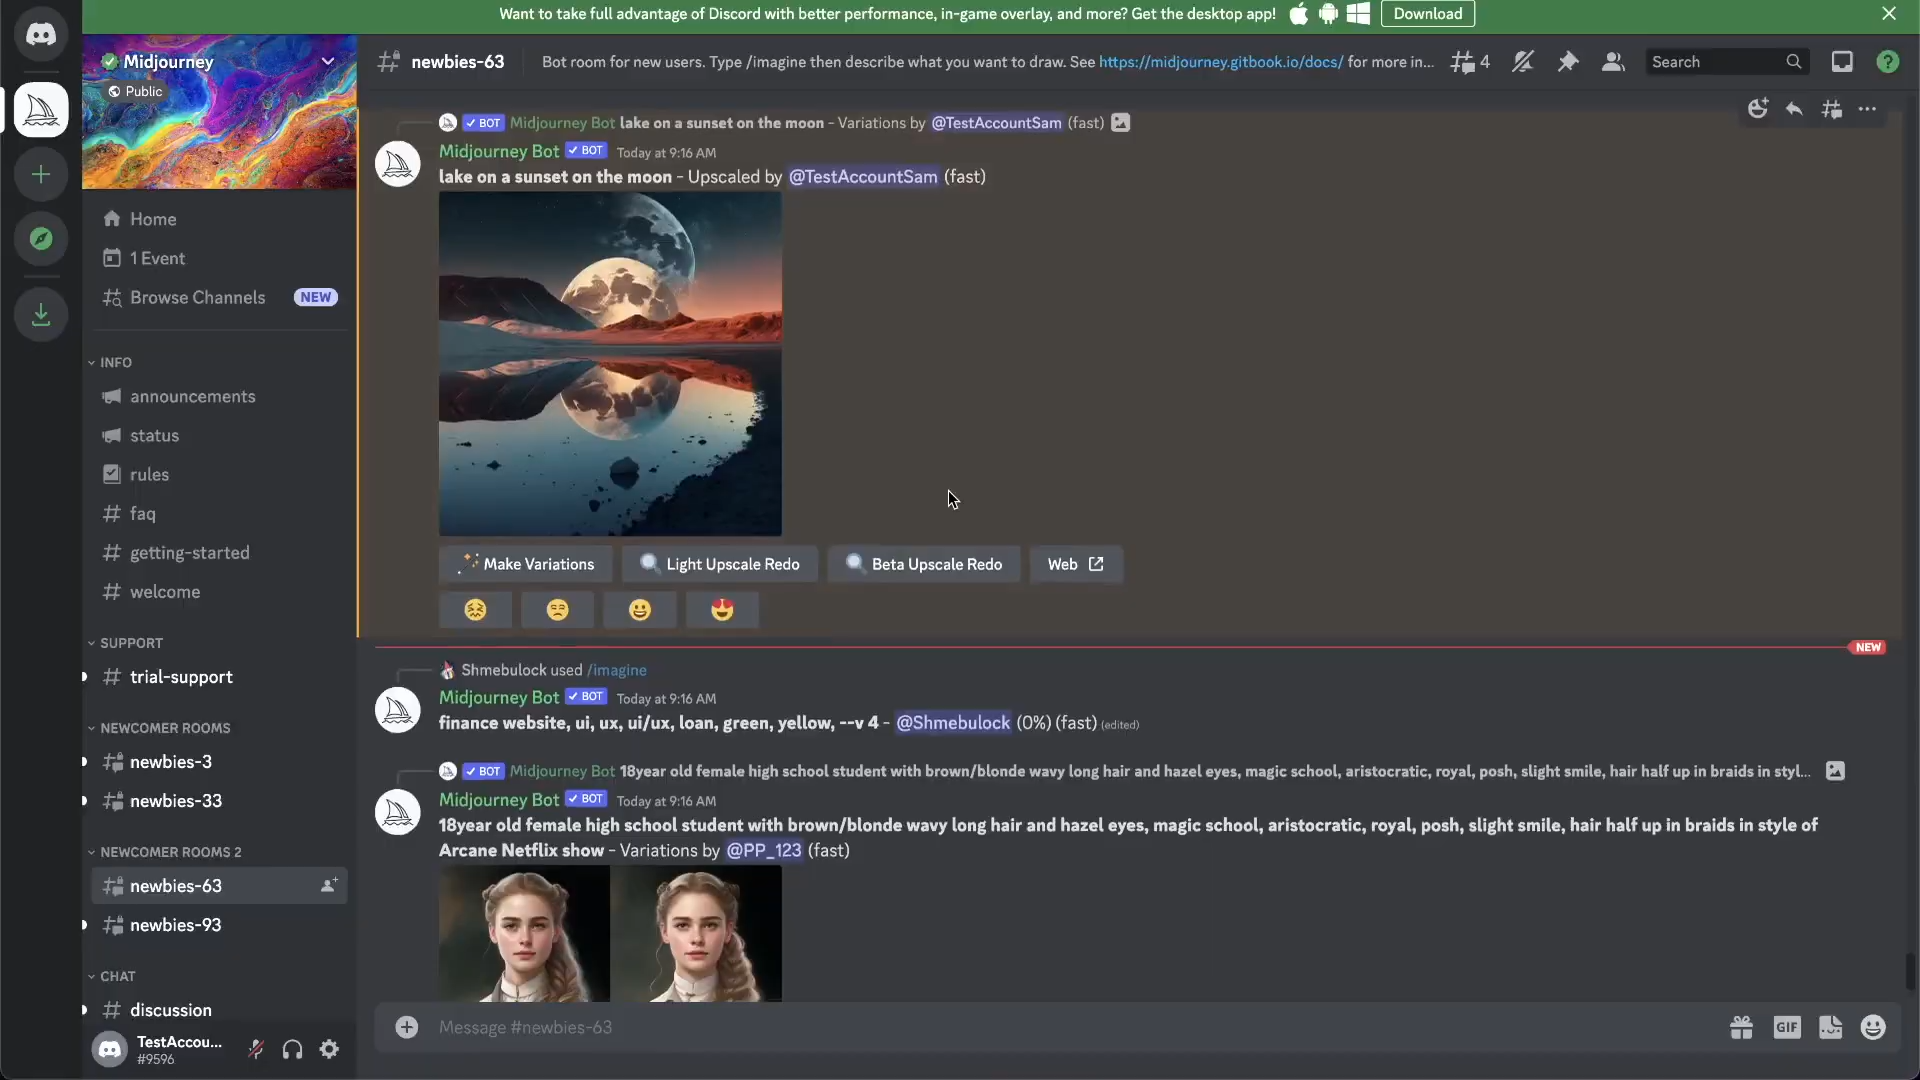 Want to take full advantage of Discord with better performance, in-game overlay, and more? Get the desktop app!
Download
Midjourney
Public
Home
1 Event
Browse Channels
NEW
INFO
announcements
status
rules
faq
getting-started
welcome
SUPPORT
trial-support
NEWCOMER ROOMS
newbies-3
newbies-33
NEWCOMER ROOMS 2
newbies-63
newbies-93
CHAT
discussion
TestAccou...
#9596
newbies-63
Bot room for new users. Type /imagine then describe what you want to draw. See https://midjourney.gitbook.io/docs/ for more in...
4
Search
BOT Midjourney Bot lake on a sunset on the moon - Variations by @TestAccountSam (fast)
Midjourney Bot BOT Today at 9:16 AM
lake on a sunset on the moon - Upscaled by @TestAccountSam (fast)
Make Variations
Light Upscale Redo
Beta Upscale Redo
Web
NEW
Shmebulock used /imagine
Midjourney Bot BOT Today at 9:16 AM
finance website, ui, ux, ui/ux, loan, green, yellow, --v 4 - @Shmebulock (0%) (fast) (edited)
BOT Midjourney Bot 18year old female high school student with brown/blonde wavy long hair and hazel eyes, magic school, aristocratic, royal, posh, slight smile, hair half up in braids in styl...
Midjourney Bot BOT Today at 9:16 AM
18year old female high school student with brown/blonde wavy long hair and hazel eyes, magic school, aristocratic, royal, posh, slight smile, hair half up in braids in style of
Arcane Netflix show - Variations by @PP_123 (fast)
Message #newbies-63
GIF